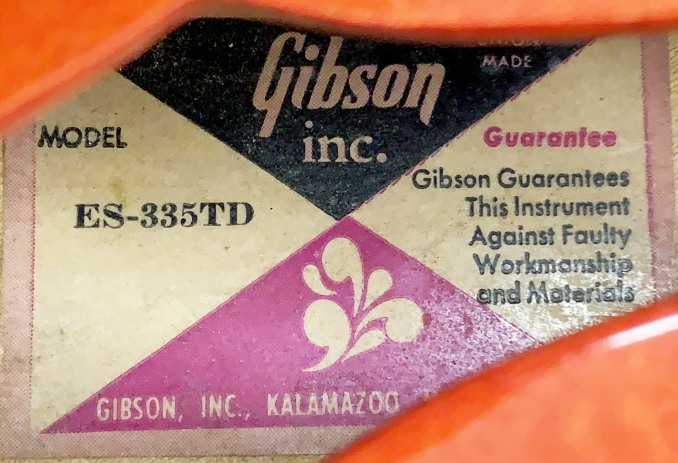 Gibson
inc.
UNION
MADE
MODEL
ES-335TD
Guarantee
Gibson Guarantees
This Instrument
Against Faulty
Workmanship
and Materials
GIBSON, INC., KALAMAZOO